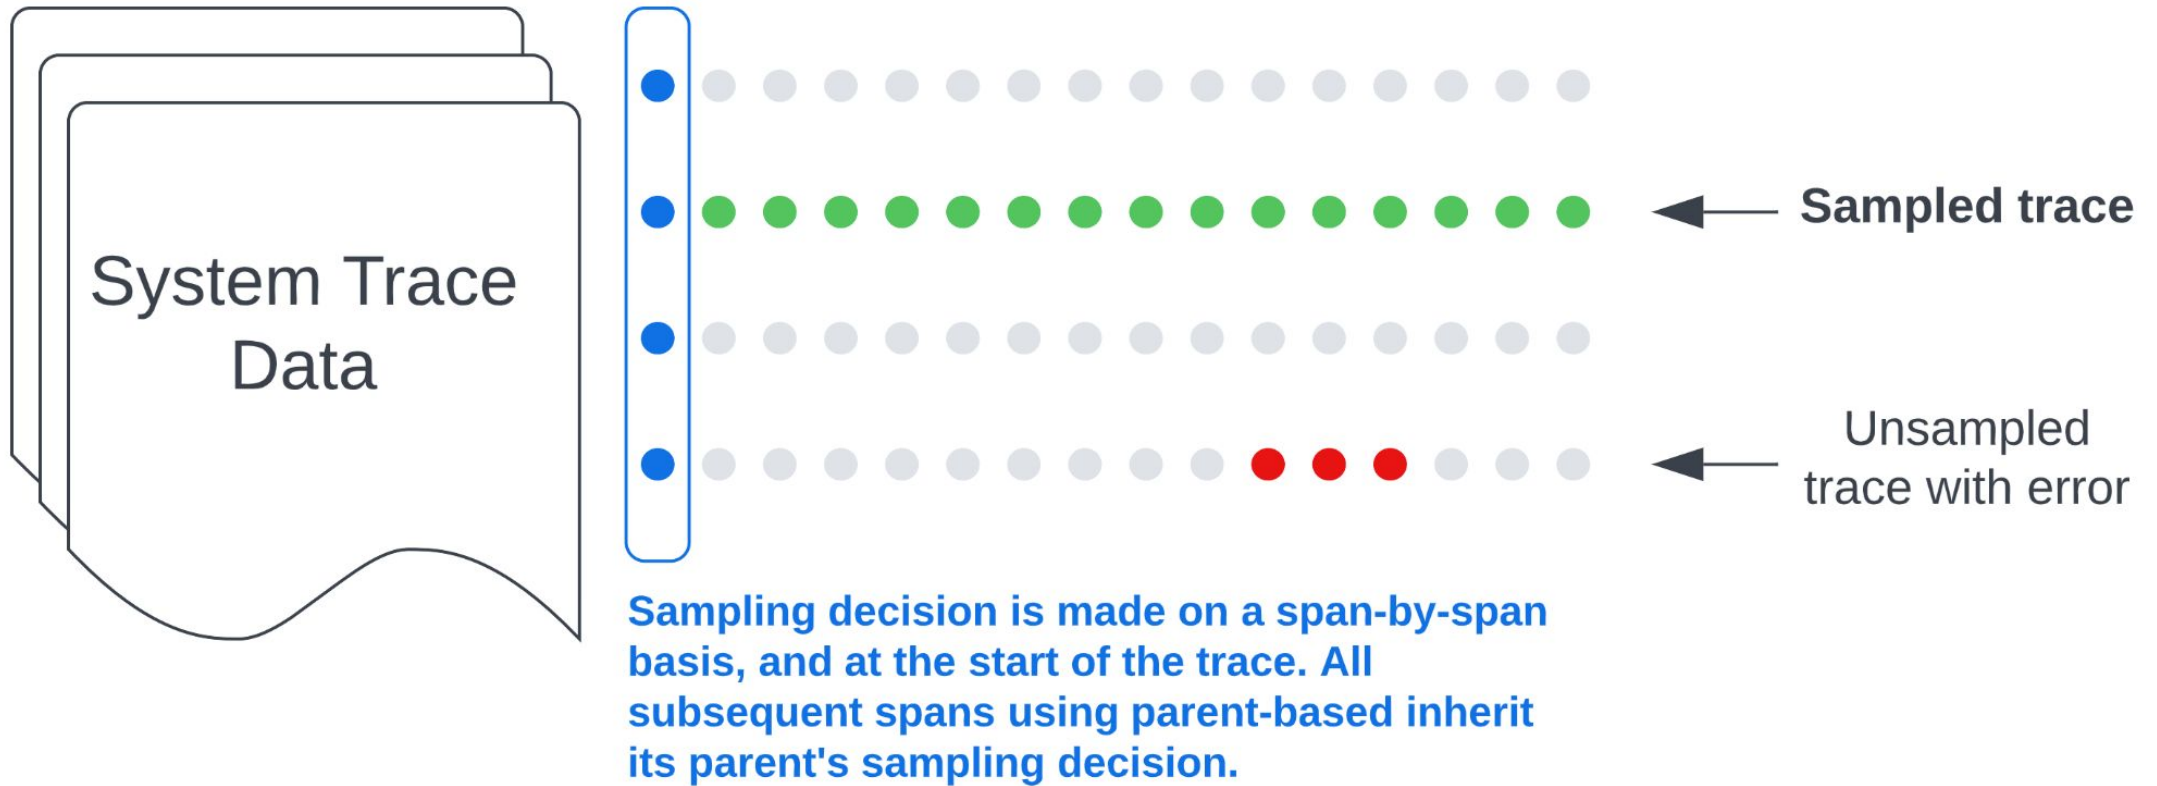 System Trace
Data
Sampled trace
Unsampled
trace with error
Sampling decision is made on a span-by-span
basis, and at the start of the trace. All
subsequent spans using parent-based inherit
its parent's sampling decision.